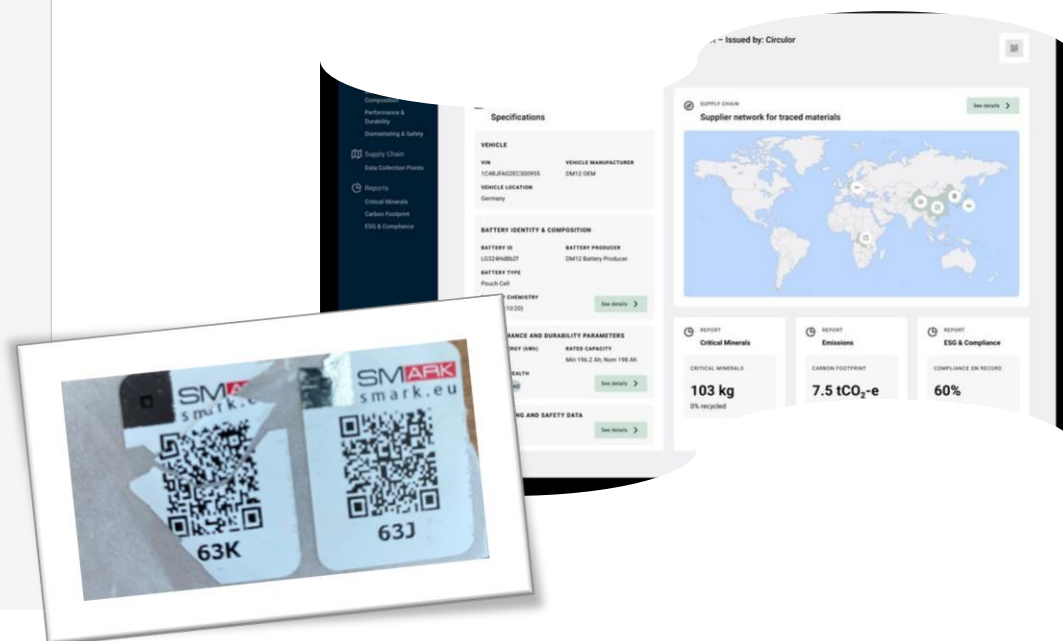 – Issued by: Circulor
Composition
Performance &
Durability
Dismanteling & Safety
Supply Chain
Data Collection Points
Reports
Critical Minerals
Carbon Footprint
ESG & Compliance
Specifications
VEHICLE
VIN
VEHICLE MANUFACTURER
DM12 OEM
VEHICLE LOCATION
Germany
BATTERY IDENTITY & COMPOSITION
BATTERY ID
BATTERY PRODUCER
DM12 Battery Producer
BATTERY TYPE
Pouch Cell
CHEMISTRY
See details
DURABILITY PARAMETERS
RATED CAPACITY
Min 196.2 Ah; Nom 198 Ah
See details
SAFETY DATA
See details
SUPPLY CHAIN
Supplier network for traced materials
See details
REPORT
Critical Minerals
CRITICAL MINERALS
103 kg
0% recycled
REPORT
Emissions
CARBON FOOTPRINT
7.5 tCO₂-e
REPORT
ESG & Compliance
COMPLIANCE ON RECORD
60%
SMARK
smark.eu
63K
SMARK
smark.eu
63J